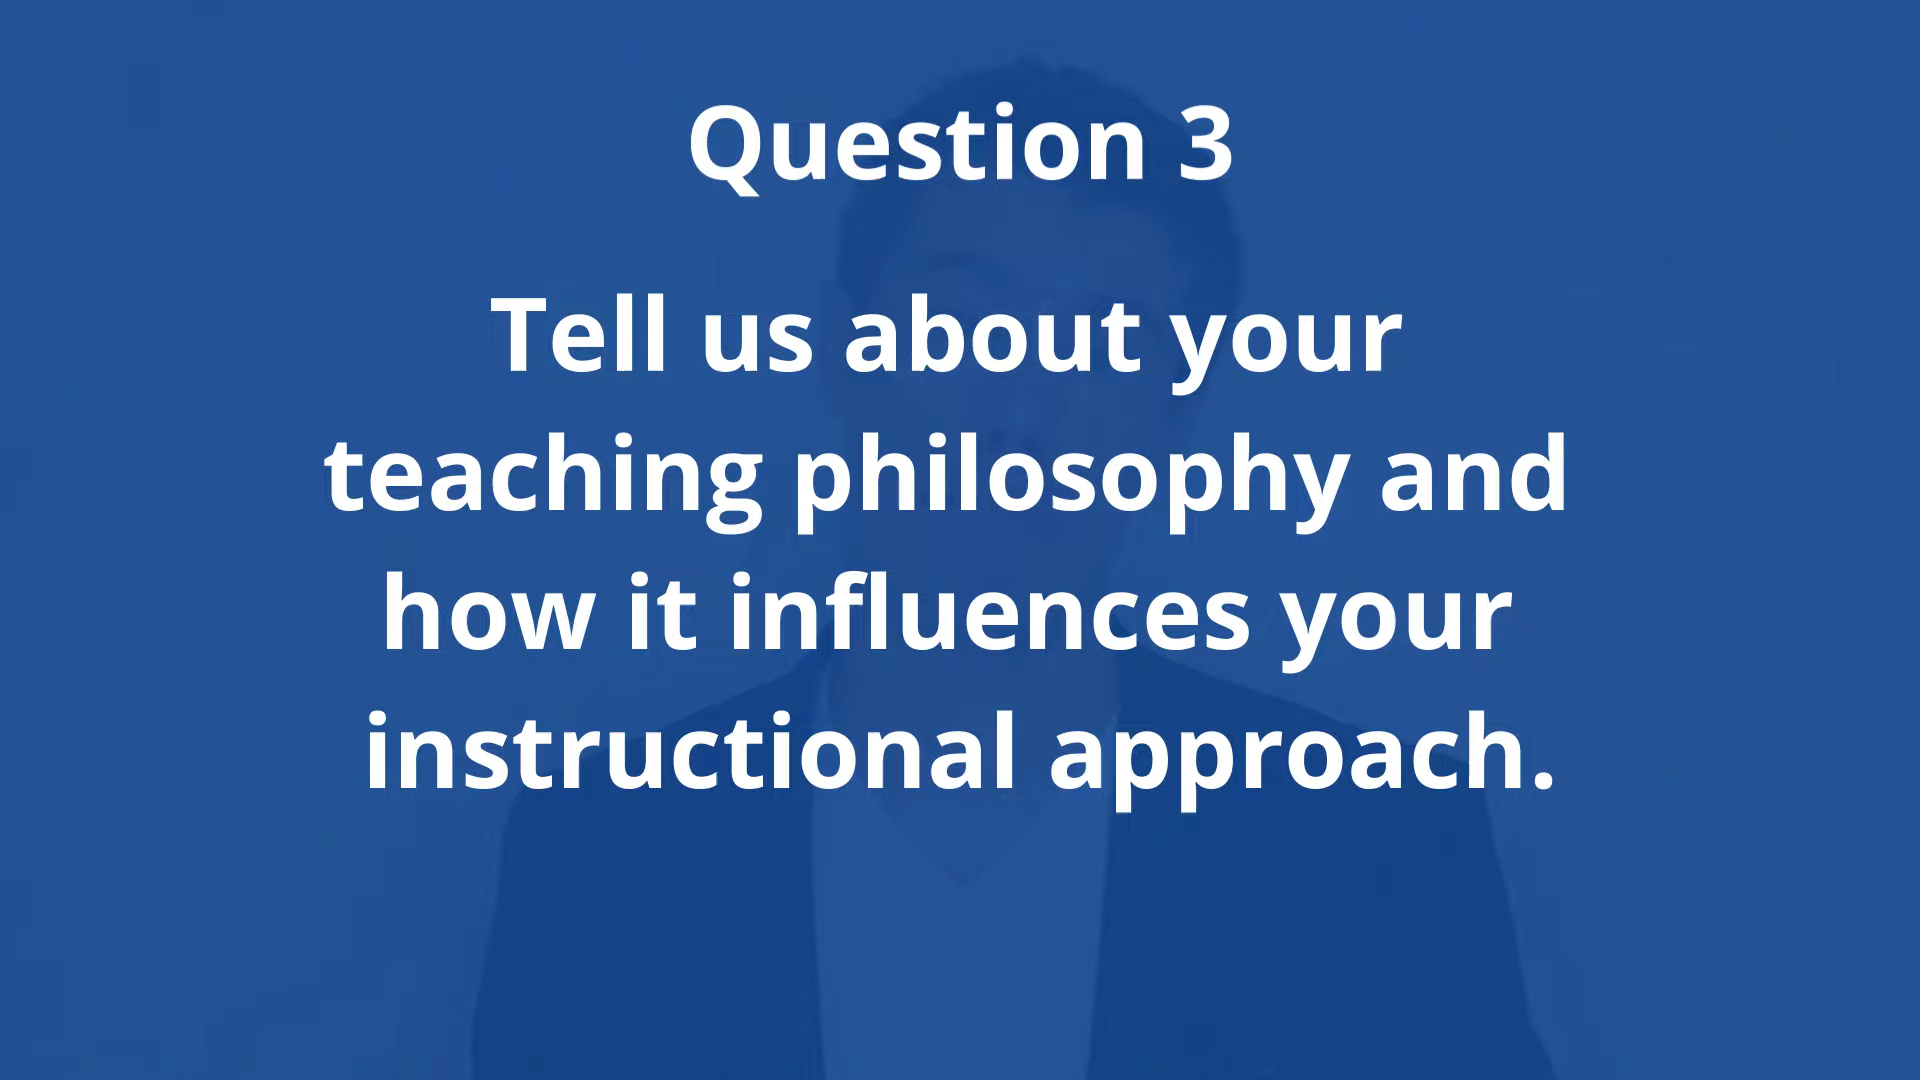 Question 3
Tell us about your
teaching philosophy and
how it influences your
instructional approach.